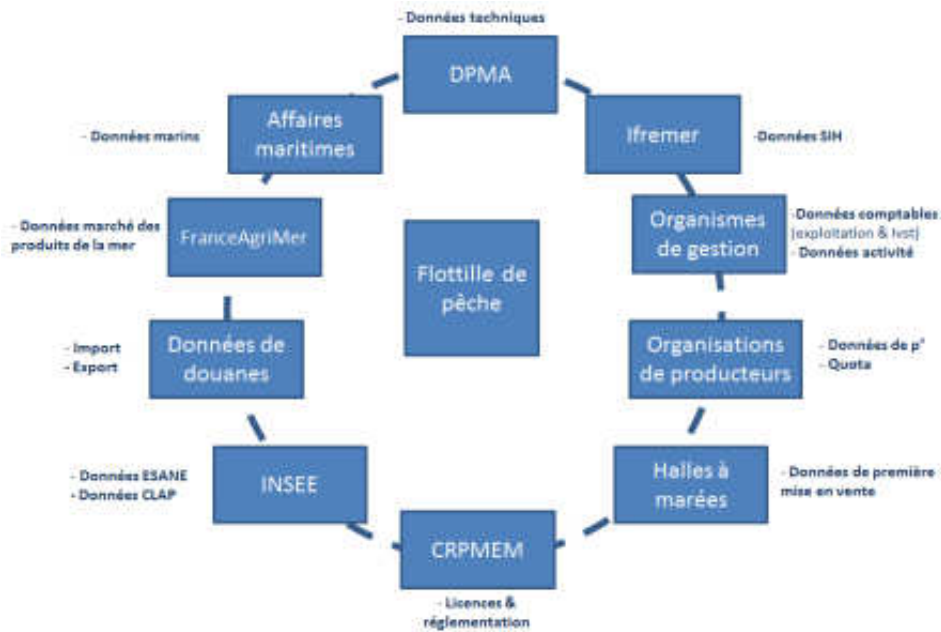 - Données techniques
DPMA
Affaires
maritimes
- Données marins
Ifremer
-Données SIH
- Données marché des
produits de la mer
FranceAgriMer
Organismes
de gestion
-Données comptables
(exploitation & Ivst)
- Données activité
Flottille de
pêche
- Import
- Export
Données de
douanes
Organisations
de producteurs
- Données de p°
- Quota
- Données ESANE
- Données CLAP
INSEE
Halles à
marées
- Données de première
mise en vente
CRPMEM
- Licences &
réglementation